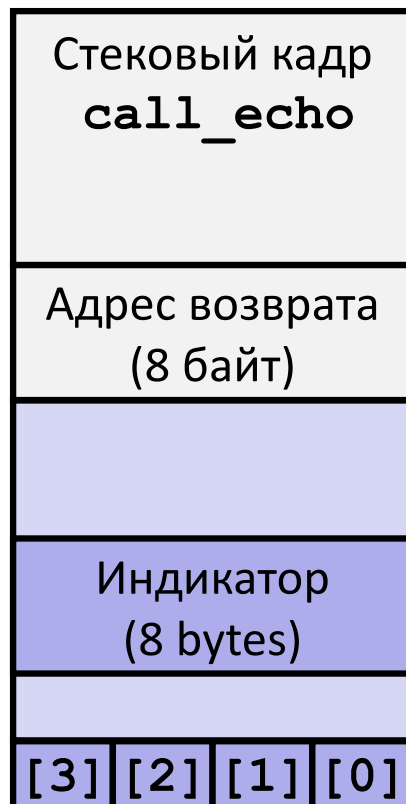 Стековый кадр
call_echo
Адрес возврата
(8 байт)
Индикатор
(8 bytes)
[3] [2] [1] [0]